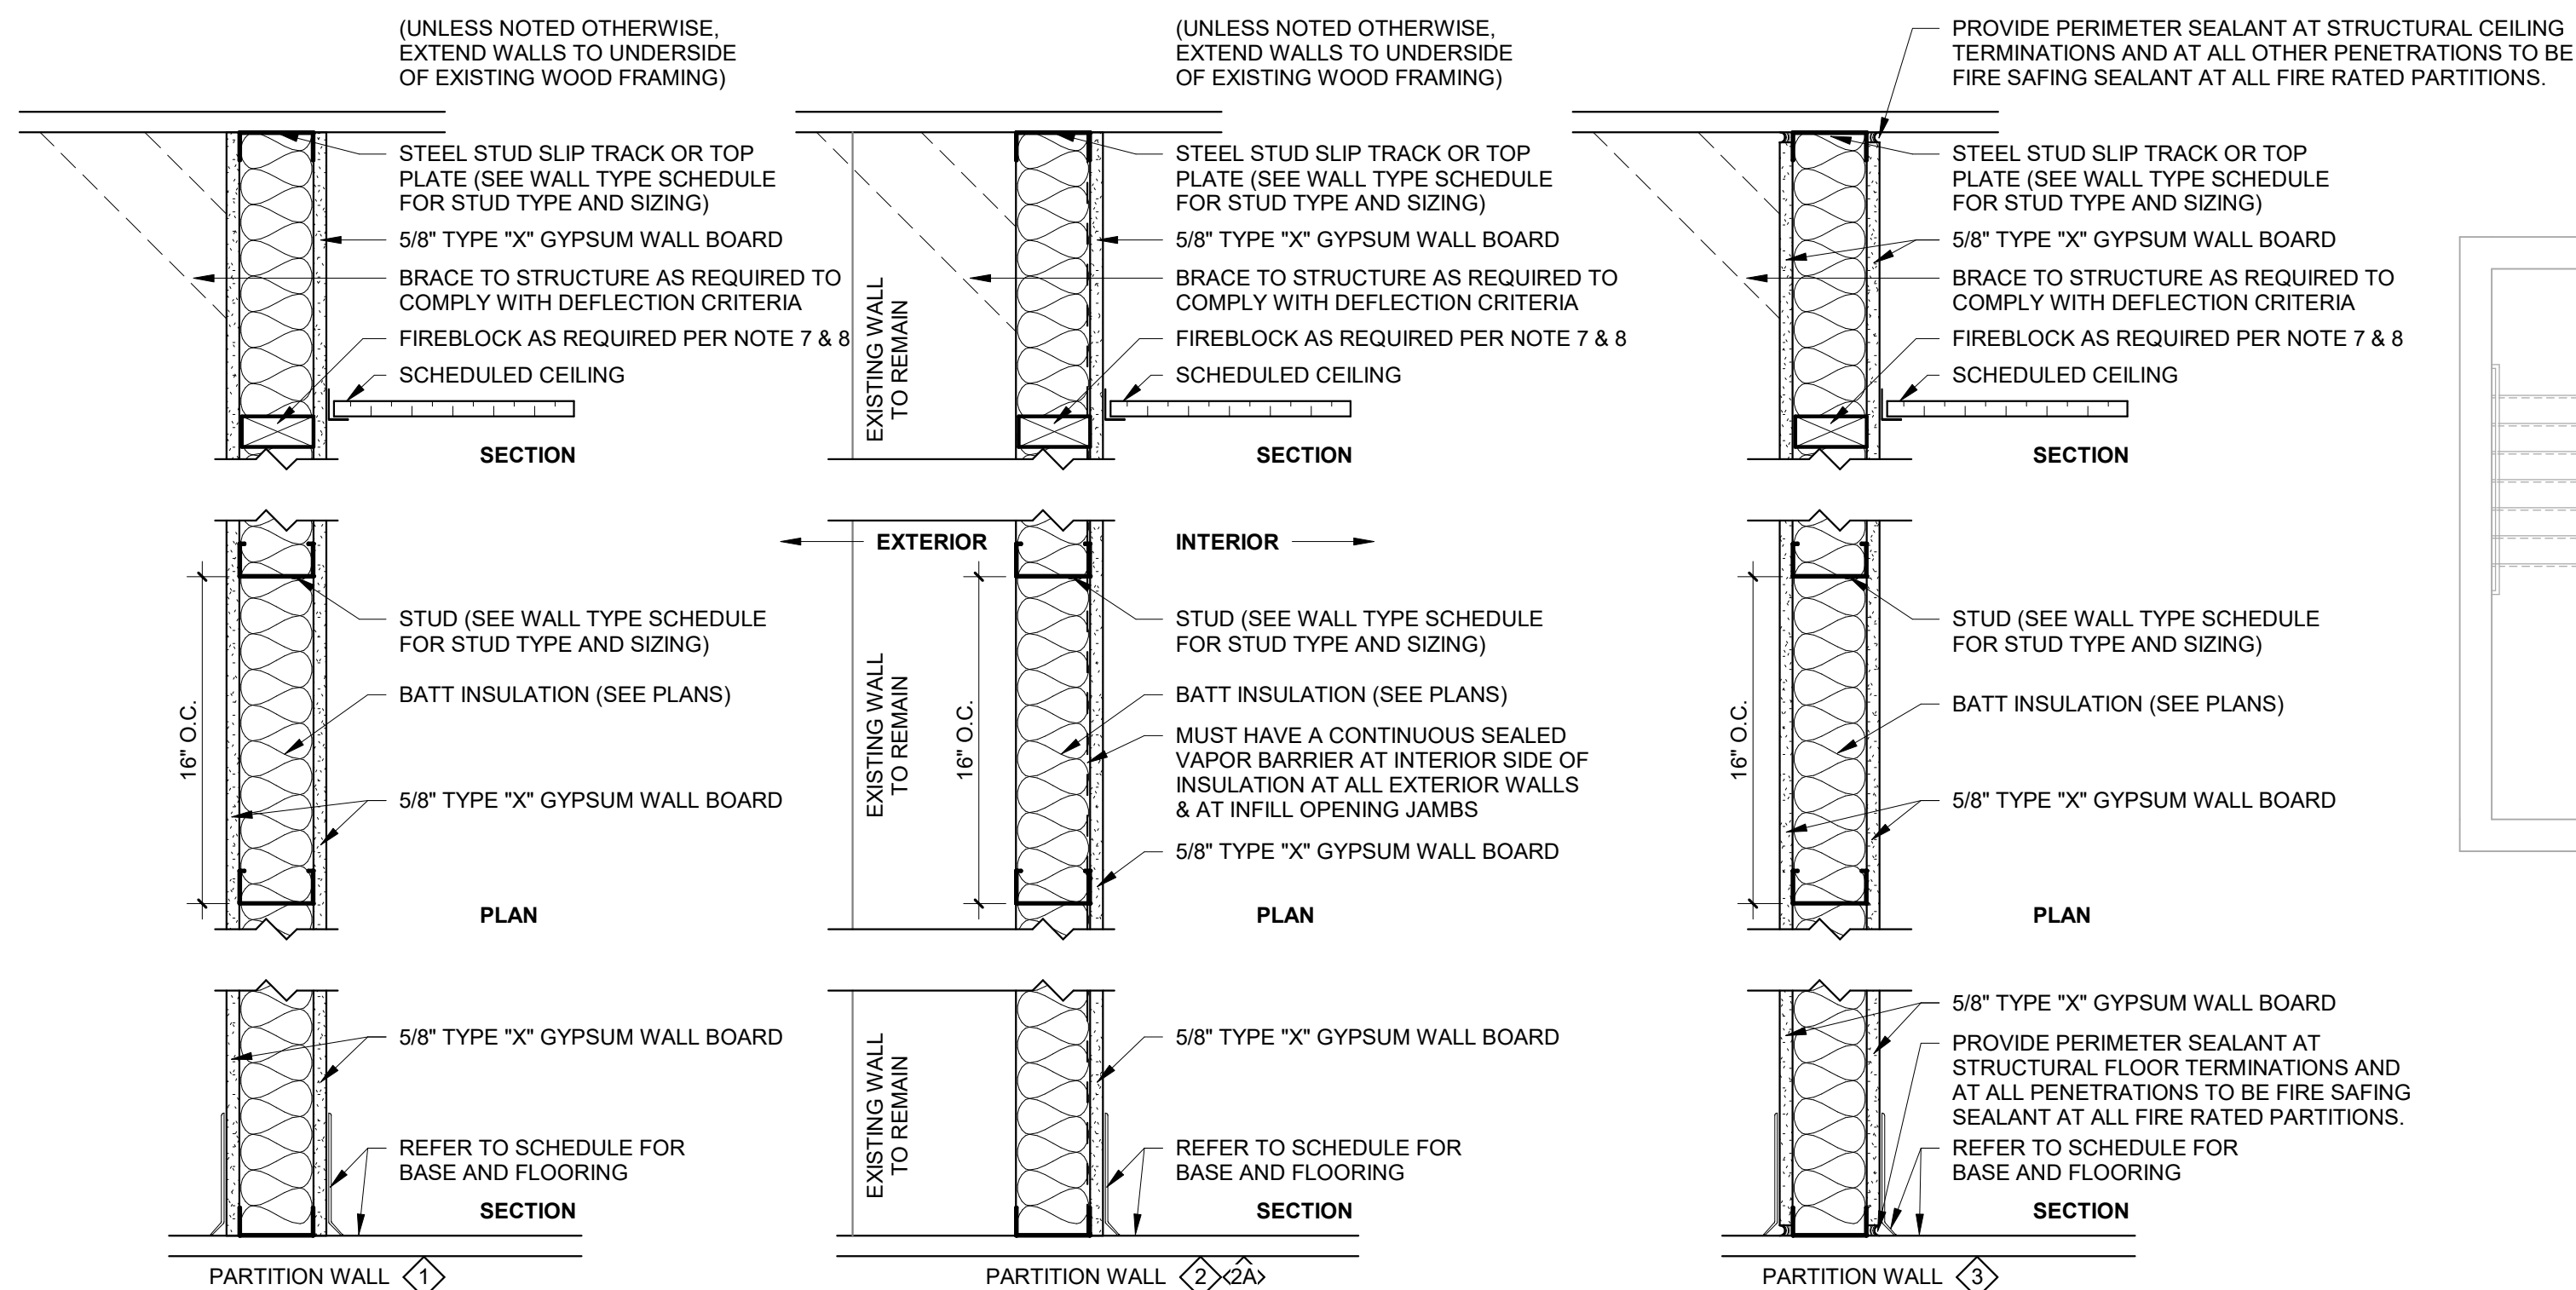 (UNLESS NOTED OTHERWISE,
EXTEND WALLS TO UNDERSIDE
OF EXISTING WOOD FRAMING)
STEEL STUD SLIP TRACK OR TOP
PLATE (SEE WALL TYPE SCHEDULE
FOR STUD TYPE AND SIZING)
5/8" TYPE "X" GYPSUM WALL BOARD
BRACE TO STRUCTURE AS REQUIRED TO
COMPLY WITH DEFLECTION CRITERIA
FIREBLOCK AS REQUIRED PER NOTE 7 & 8
SCHEDULED CEILING
SECTION
16" O.C.
STUD (SEE WALL TYPE SCHEDULE
FOR STUD TYPE AND SIZING)
BATT INSULATION (SEE PLANS)
5/8" TYPE "X" GYPSUM WALL BOARD
PLAN
5/8" TYPE "X" GYPSUM WALL BOARD
REFER TO SCHEDULE FOR
BASE AND FLOORING
SECTION
PARTITION WALL 1
(UNLESS NOTED OTHERWISE,
EXTEND WALLS TO UNDERSIDE
OF EXISTING WOOD FRAMING)
STEEL STUD SLIP TRACK OR TOP
PLATE (SEE WALL TYPE SCHEDULE
FOR STUD TYPE AND SIZING)
5/8" TYPE "X" GYPSUM WALL BOARD
BRACE TO STRUCTURE AS REQUIRED TO
COMPLY WITH DEFLECTION CRITERIA
EXISTING WALL
TO REMAIN
FIREBLOCK AS REQUIRED PER NOTE 7 & 8
SCHEDULED CEILING
SECTION
EXTERIOR
INTERIOR
EXISTING WALL
TO REMAIN
16" O.C.
STUD (SEE WALL TYPE SCHEDULE
FOR STUD TYPE AND SIZING)
BATT INSULATION (SEE PLANS)
MUST HAVE A CONTINUOUS SEALED
VAPOR BARRIER AT INTERIOR SIDE OF
INSULATION AT ALL EXTERIOR WALLS
& AT INFILL OPENING JAMBS
5/8" TYPE "X" GYPSUM WALL BOARD
PLAN
EXISTING WALL
TO REMAIN
5/8" TYPE "X" GYPSUM WALL BOARD
REFER TO SCHEDULE FOR
BASE AND FLOORING
SECTION
PARTITION WALL 2 2A
PROVIDE PERIMETER SEALANT AT STRUCTURAL CEILING
TERMINATIONS AND AT ALL OTHER PENETRATIONS TO BE
FIRE SAFING SEALANT AT ALL FIRE RATED PARTITIONS.
STEEL STUD SLIP TRACK OR TOP
PLATE (SEE WALL TYPE SCHEDULE
FOR STUD TYPE AND SIZING)
5/8" TYPE "X" GYPSUM WALL BOARD
BRACE TO STRUCTURE AS REQUIRED TO
COMPLY WITH DEFLECTION CRITERIA
FIREBLOCK AS REQUIRED PER NOTE 7 & 8
SCHEDULED CEILING
SECTION
16" O.C.
STUD (SEE WALL TYPE SCHEDULE
FOR STUD TYPE AND SIZING)
BATT INSULATION (SEE PLANS)
5/8" TYPE "X" GYPSUM WALL BOARD
PLAN
5/8" TYPE "X" GYPSUM WALL BOARD
PROVIDE PERIMETER SEALANT AT
STRUCTURAL FLOOR TERMINATIONS AND
AT ALL PENETRATIONS TO BE FIRE SAFING
SEALANT AT ALL FIRE RATED PARTITIONS.
REFER TO SCHEDULE FOR
BASE AND FLOORING
SECTION
PARTITION WALL 3